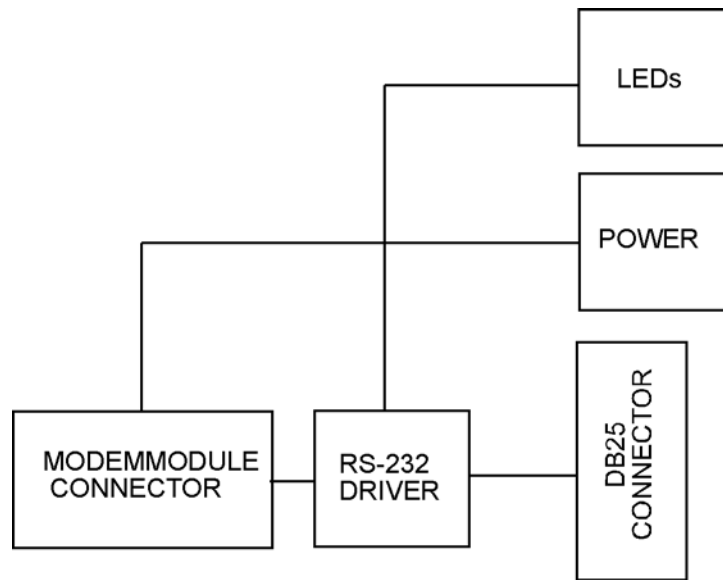 LEDs
POWER
MODEMMODULE
CONNECTOR
RS-232
DRIVER
DB25
CONNECTOR